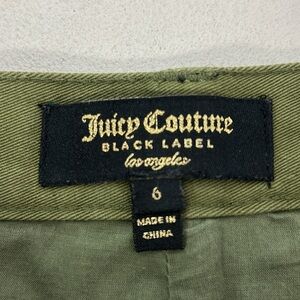 Juicy Couture
BLACK LABEL
los angeles
6
MADE IN
CHINA